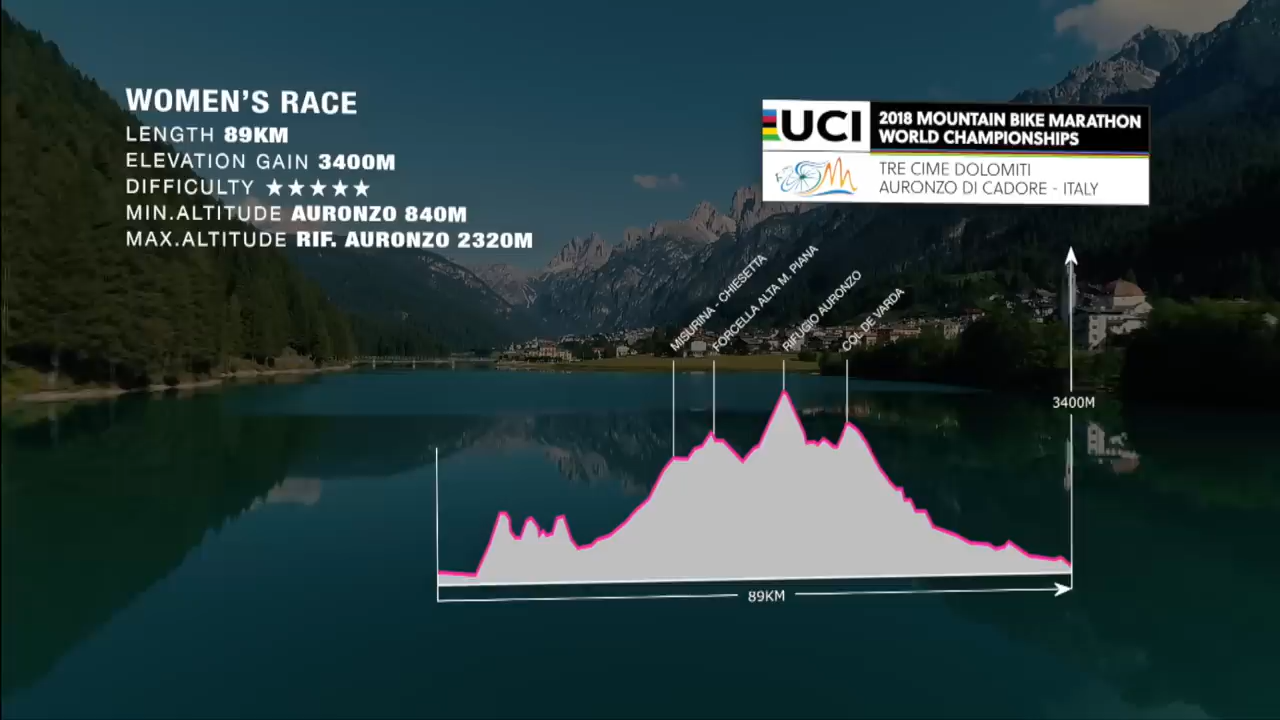 WOMEN'S RACE
LENGTH 89KM
ELEVATION GAIN 3400M
DIFFICULTY ★★★★★
MIN.ALTITUDE AURONZO 840M
MAX.ALTITUDE RIF. AURONZO 2320M
UCI
2018 MOUNTAIN BIKE MARATHON
WORLD CHAMPIONSHIPS
TRE CIME DOLOMITI
AURONZO DI CADORE - ITALY
MISURINA - CHIESETTA
FORCELLA ALTA M. PIANA
RIFUGIO AURONZO
COL DE VARDA
3400M
89KM